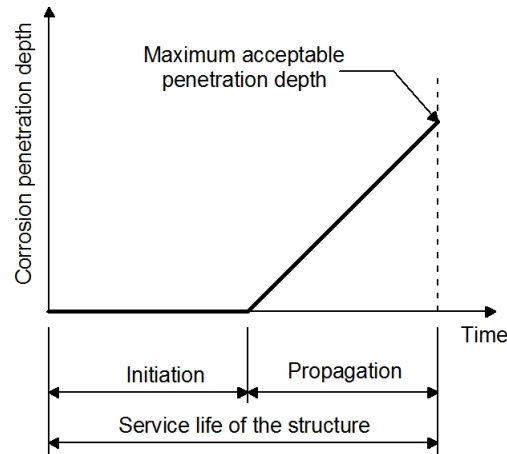 Corrosion penetration depth
Maximum acceptable
penetration depth
Time
Initiation
Propagation
Service life of the structure